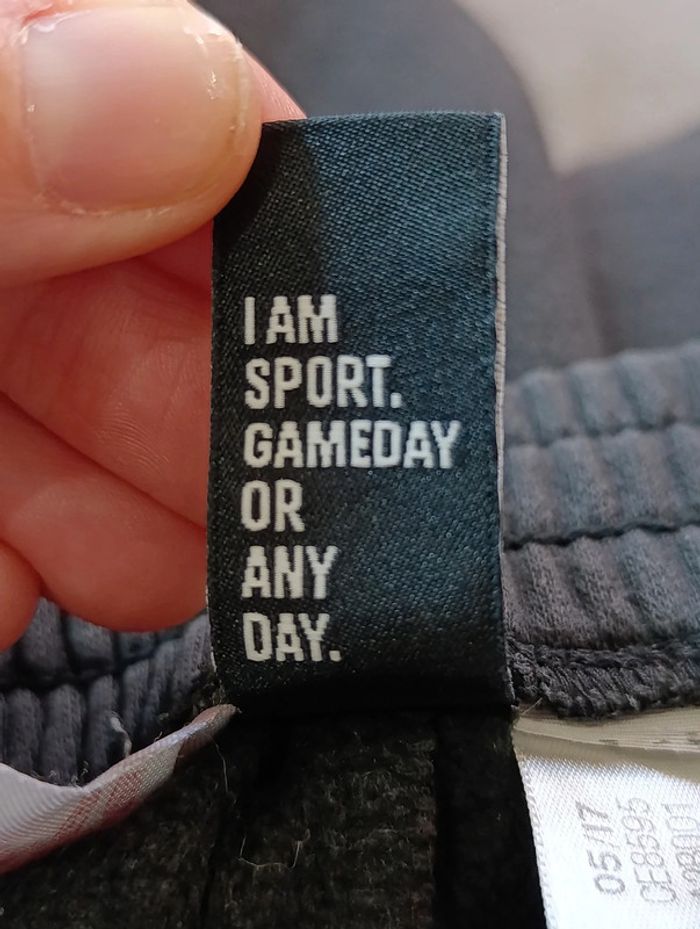 I AM
SPORT.
GAMEDAY
OR
ANY
DAY.
05/17
CE8595